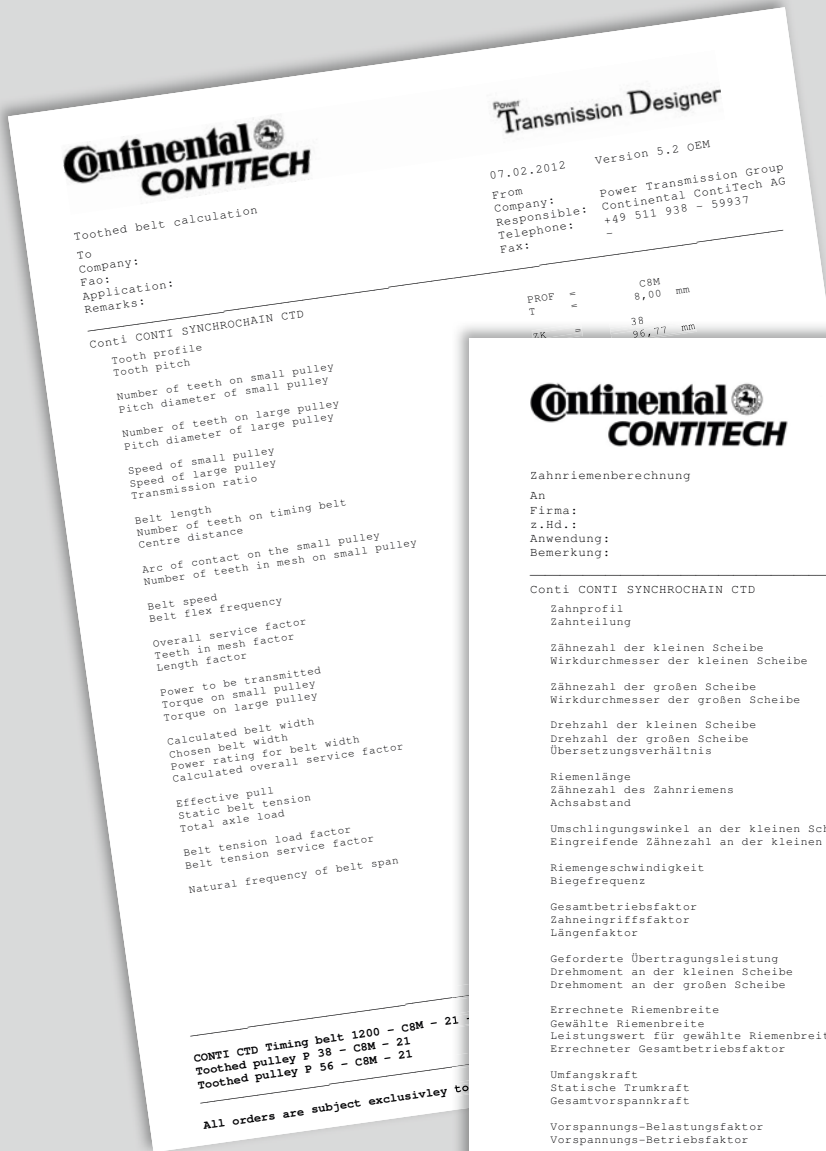 Continental
CONTITECH
Power
Transmission Designer
07.02.2012 Version 5.2 OEM
From
Company: Power Transmission Group
Responsible: Continental ContiTech AG
Telephone: +49 511 938 - 59937
Fax: -
Toothed belt calculation
To
Company:
Fao:
Application:
Remarks:
Conti CONTI SYNCHROCHAIN CTD
Tooth profile PROF = C8M
Tooth pitch T = 8,00 mm
Number of teeth on small pulley ZK = 38
Pitch diameter of small pulley 96,77 mm
Number of teeth on large pulley
Pitch diameter of large pulley
Speed of small pulley
Speed of large pulley
Transmission ratio
Belt length
Number of teeth on timing belt
Centre distance
Arc of contact on the small pulley
Number of teeth in mesh on small pulley
Belt speed
Belt flex frequency
Overall service factor
Teeth in mesh factor
Length factor
Power to be transmitted
Torque on small pulley
Torque on large pulley
Calculated belt width
Chosen belt width
Power rating for belt width
Calculated overall service factor
Effective pull
Static belt tension
Total axle load
Belt tension load factor
Belt tension service factor
Natural frequency of belt span
CONTI CTD Timing belt 1200 - C8M - 21 -
Toothed pulley P 38 - C8M - 21
Toothed pulley P 56 - C8M - 21
All orders are subject exclusivley to
Continental
CONTITECH
Zahnriemenberechnung
An
Firma:
z.Hd.:
Anwendung:
Bemerkung:
Conti CONTI SYNCHROCHAIN CTD
Zahnprofil
Zahnteilung
Zähnezahl der kleinen Scheibe
Wirkdurchmesser der kleinen Scheibe
Zähnezahl der großen Scheibe
Wirkdurchmesser der großen Scheibe
Drehzahl der kleinen Scheibe
Drehzahl der großen Scheibe
Übersetzungsverhältnis
Riemenlänge
Zähnezahl des Zahnriemens
Achsabstand
Umschlingungswinkel an der kleinen Sch
Eingreifende Zähnezahl an der kleinen
Riemengeschwindigkeit
Biegefrequenz
Gesamtbetriebsfaktor
Zahneingriffsfaktor
Längenfaktor
Geforderte Übertragungsleistung
Drehmoment an der kleinen Scheibe
Drehmoment an der großen Scheibe
Errechnete Riemenbreite
Gewählte Riemenbreite
Leistungswert für gewählte Riemenbreit
Errechneter Gesamtbetriebsfaktor
Umfangskraft
Statische Trumkraft
Gesamtvorspannkraft
Vorspannungs-Belastungsfaktor
Vorspannungs-Betriebsfaktor